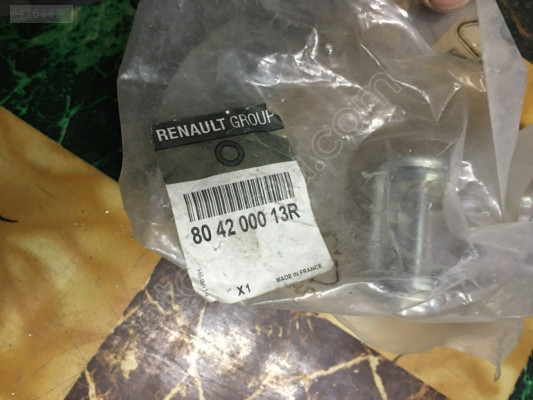 RENAULT GROUP
80 42 000 13R
MADE IN FRANCE
X1